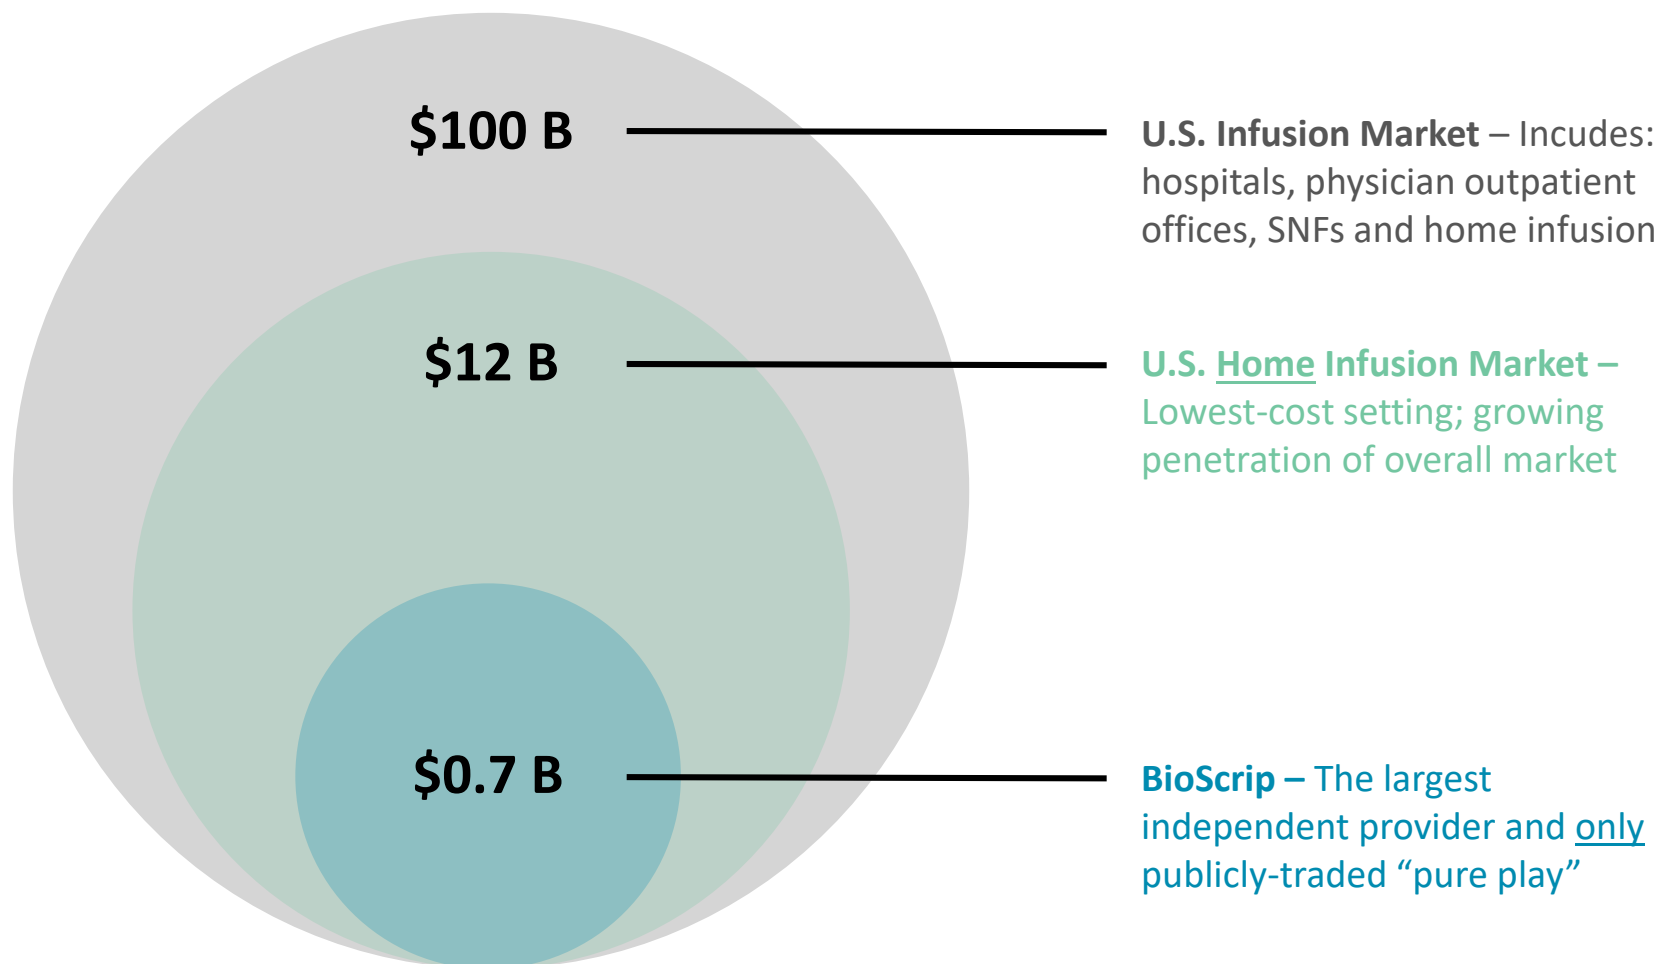 $100 B
U.S. Infusion Market – Incudes:
hospitals, physician outpatient
offices, SNFs and home infusion
$12 B
U.S. Home Infusion Market –
Lowest-cost setting; growing
penetration of overall market
$0.7 B
BioScrip – The largest
independent provider and only
publicly-traded “pure play”